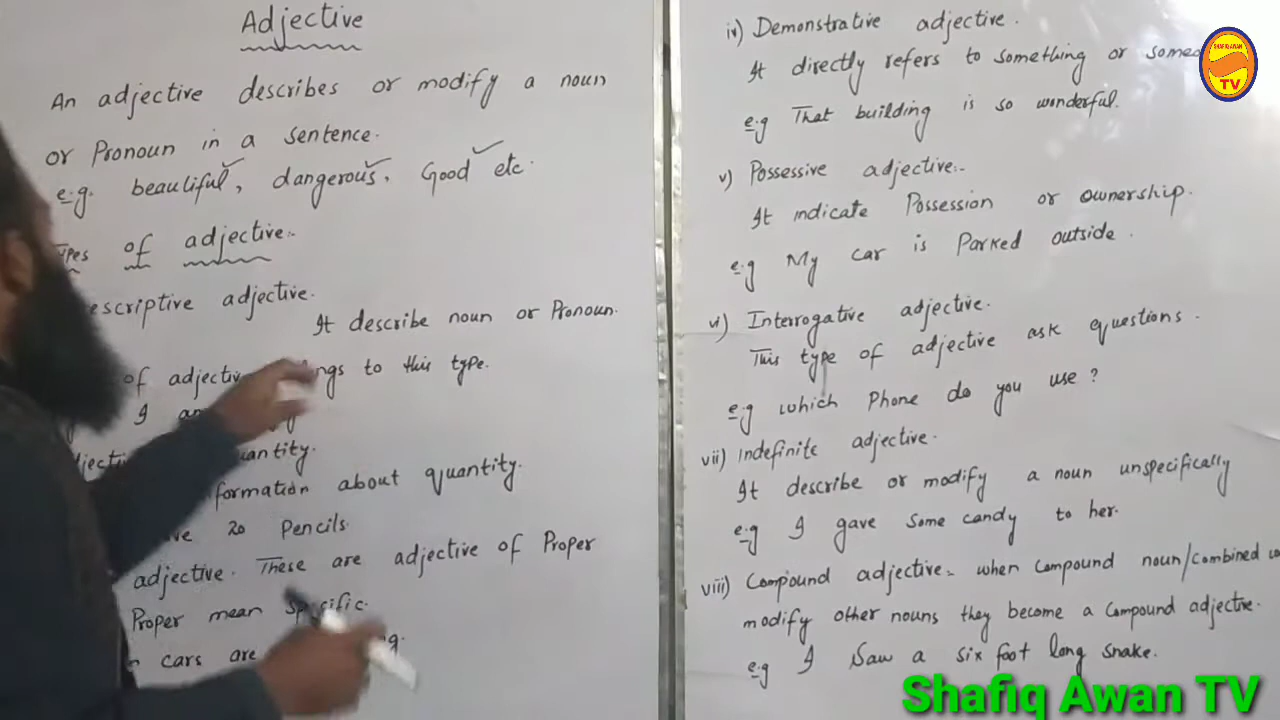 Adjective
An adjective describes or modify a noun
or Pronoun in a sentence.
e.g. beautiful, dangerous, Good etc.
of adjective:-
adjective.
It describe noun or Pronoun.
of to this type.
I
about quantity.
20 Pencils
adjective. These are adjective of Proper
Proper mean
cars are
iv) Demonstrative adjective.
It directly refers to something or
e.g That building is so wonderful.
v) Possessive adjective:-
It indicate Possession or ownership.
e.g My car is Parked outside.
vi) Interrogative adjective.
This type of adjective ask questions.
e.g which Phone do you use?
vii) Indefinite adjective.
It describe or modify a noun unspecifically
e.g I gave some candy to her.
viii) Compound adjective:- when compound noun/combined
modify other nouns they become a compound adjective.
e.g I Saw a six foot long snake.
SHAFIQ AWAN
TV
Shafiq Awan TV